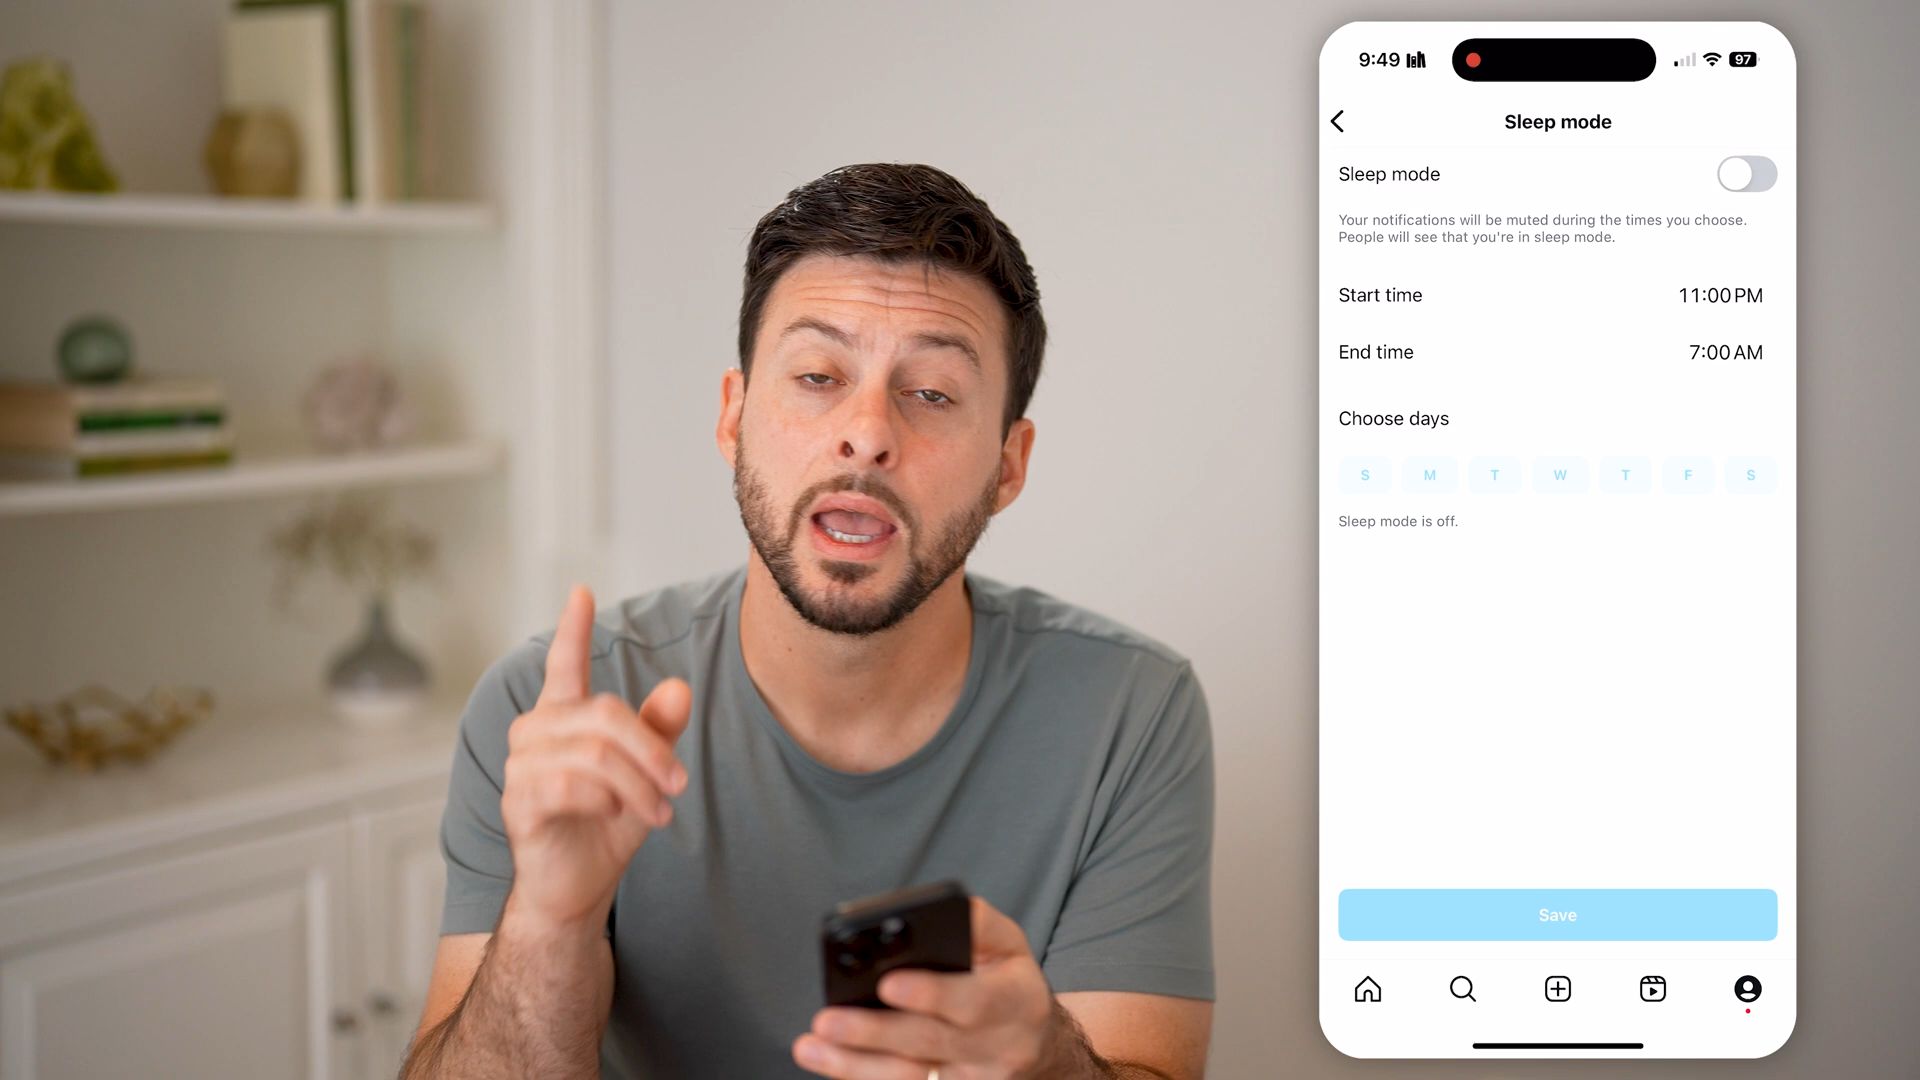 9:49
97
Sleep mode
Sleep mode
Your notifications will be muted during the times you choose.
People will see that you're in sleep mode.
Start time 11:00 PM
End time 7:00 AM
Choose days
S M T W T F S
Sleep mode is off.
Save